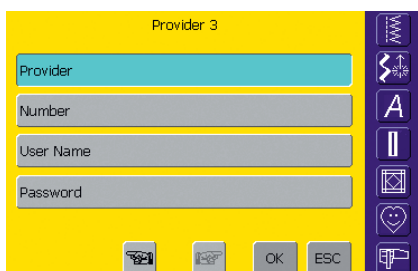 Provider 3
Provider
Number
User Name
Password
OK ESC
A